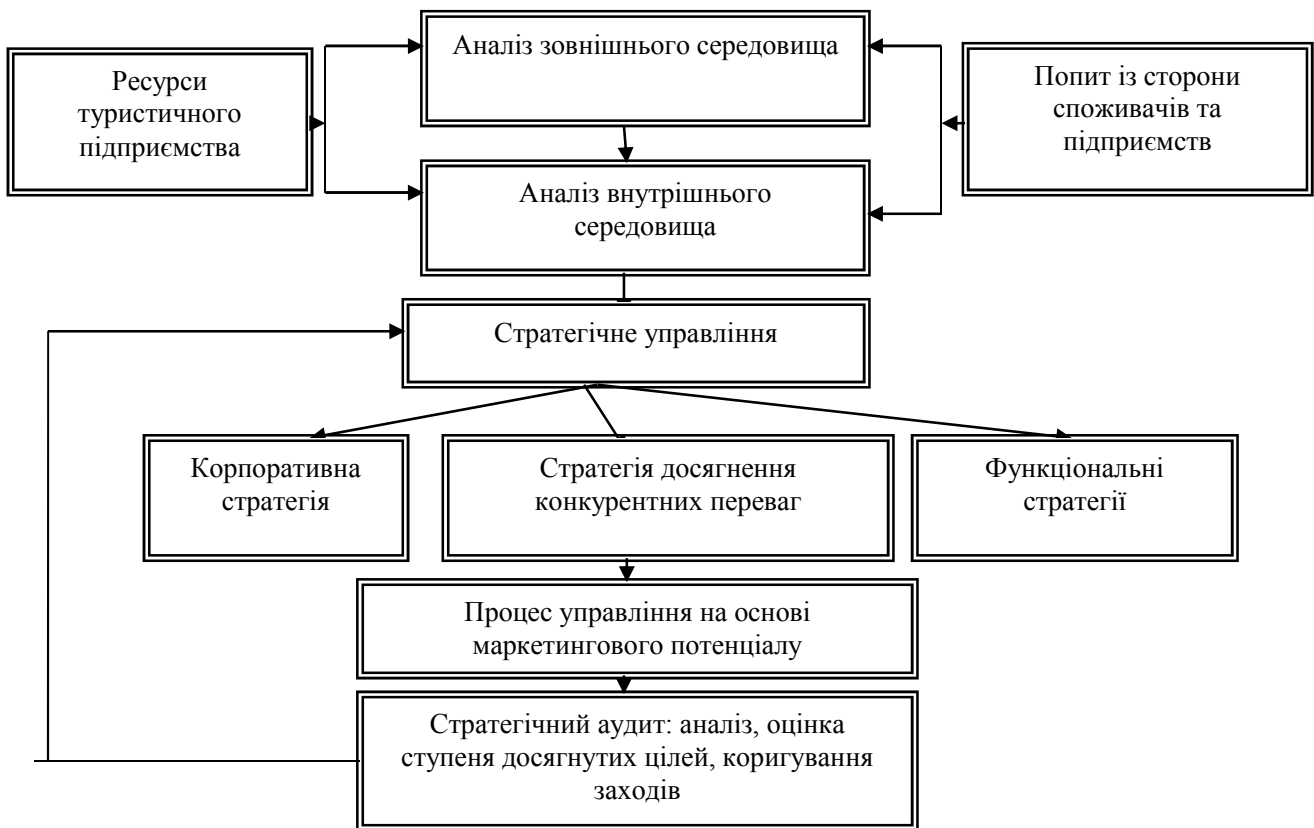 Аналіз зовнішнього середовища
Ресурси
туристичного
підприємства
Попит із сторони
споживачів та
підприємств
Аналіз внутрішнього
середовища
Стратегічне управління
Корпоративна
стратегія
Стратегія досягнення
конкурентних переваг
Функціональні
стратегії
Процес управління на основі
маркетингового потенціалу
Стратегічний аудит: аналіз, оцінка
ступеня досягнутих цілей, коригування
заходів